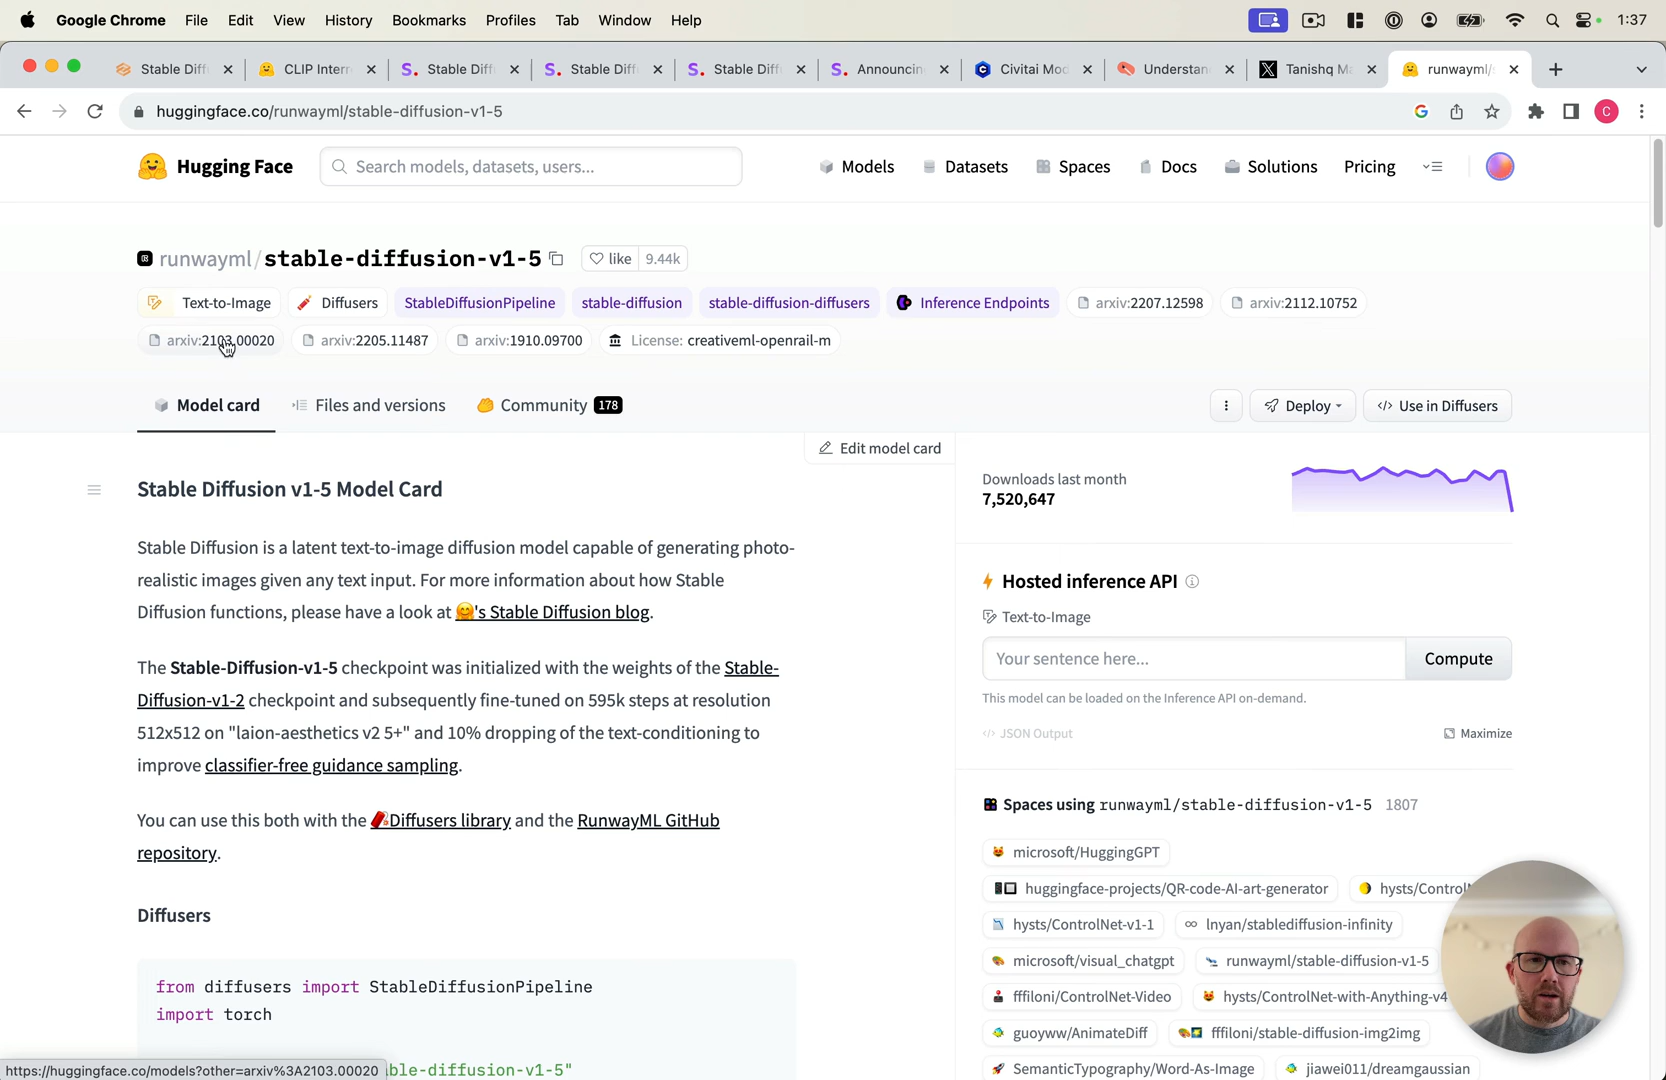 Google Chrome File Edit View History Bookmarks Profiles Tab Window Help 1:37
Stable Diff CLIP Interr Stable Diff Stable Diff Stable Diff Announcin Civitai Mod Understan Tanishq Ma runwayml/s
huggingface.co/runwayml/stable-diffusion-v1-5 C
Hugging Face Search models, datasets, users... Models Datasets Spaces Docs Solutions Pricing
runwayml/stable-diffusion-v1-5 like 9.44k
Text-to-Image Diffusers StableDiffusionPipeline stable-diffusion stable-diffusion-diffusers Inference Endpoints arxiv:2207.12598 arxiv:2112.10752
arxiv:2103.00020 arxiv:2205.11487 arxiv:1910.09700 License: creativeml-openrail-m
Model card Files and versions Community 178 Deploy Use in Diffusers
Edit model card
Stable Diffusion v1-5 Model Card
Stable Diffusion is a latent text-to-image diffusion model capable of generating photo-
realistic images given any text input. For more information about how Stable
Diffusion functions, please have a look at 🤗's Stable Diffusion blog.
The Stable-Diffusion-v1-5 checkpoint was initialized with the weights of the Stable-
Diffusion-v1-2 checkpoint and subsequently fine-tuned on 595k steps at resolution
512x512 on "laion-aesthetics v2 5+" and 10% dropping of the text-conditioning to
improve classifier-free guidance sampling.
You can use this both with the 🧨Diffusers library and the RunwayML GitHub
repository.
Diffusers
from diffusers import StableDiffusionPipeline
import torch
ble-diffusion-v1-5"
https://huggingface.co/models?other=arxiv%3A2103.00020
Downloads last month
7,520,647
Hosted inference API
Text-to-Image
Your sentence here... Compute
This model can be loaded on the Inference API on-demand.
JSON Output Maximize
Spaces using runwayml/stable-diffusion-v1-5 1807
microsoft/HuggingGPT
huggingface-projects/QR-code-AI-art-generator hysts/ControlN
hysts/ControlNet-v1-1 lnyan/stablediffusion-infinity
microsoft/visual_chatgpt runwayml/stable-diffusion-v1-5
fffiloni/ControlNet-Video hysts/ControlNet-with-Anything-v4
guoyww/AnimateDiff fffiloni/stable-diffusion-img2img
SemanticTypography/Word-As-Image jiawei011/dreamgaussian